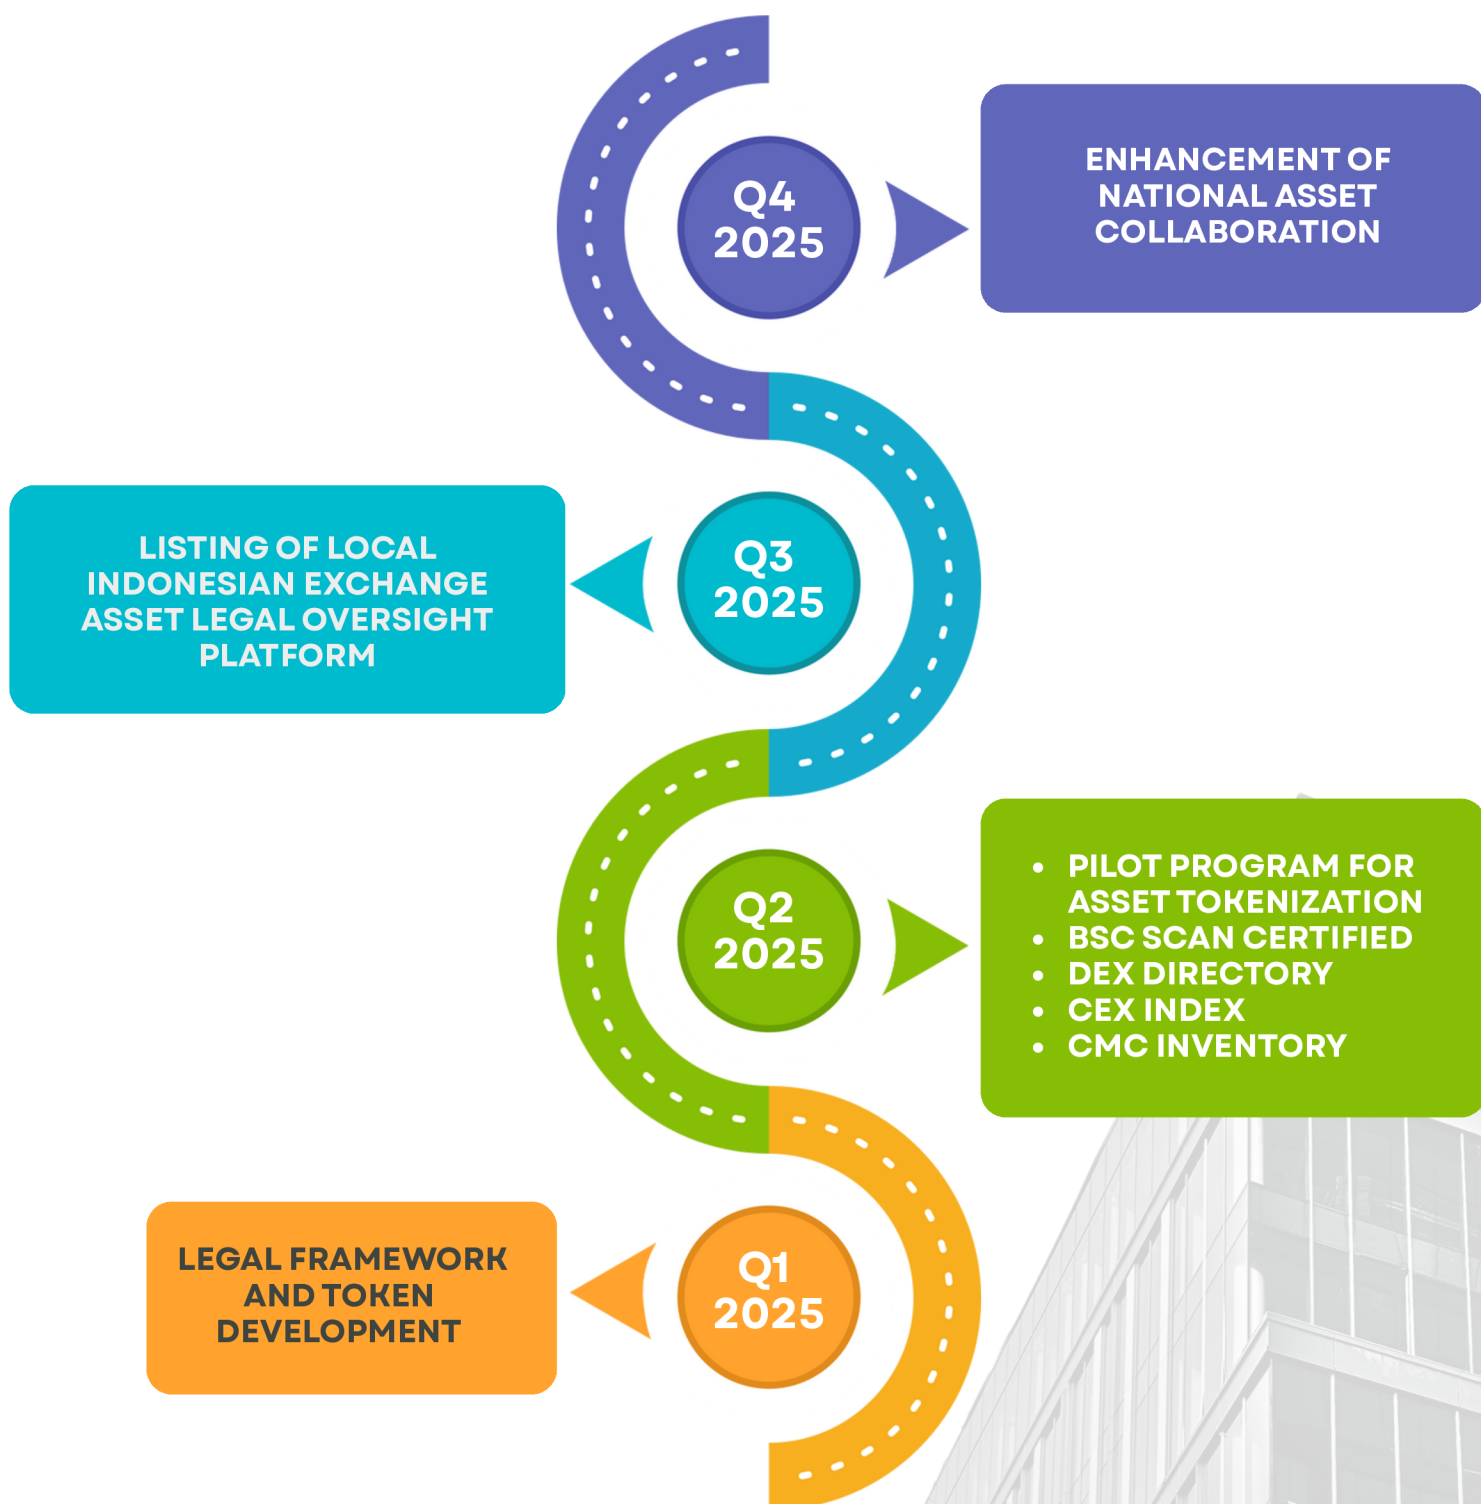 Q4
2025
ENHANCEMENT OF
NATIONAL ASSET
COLLABORATION
LISTING OF LOCAL
INDONESIAN EXCHANGE
ASSET LEGAL OVERSIGHT
PLATFORM
Q3
2025
Q2
2025
• PILOT PROGRAM FOR
ASSET TOKENIZATION
• BSC SCAN CERTIFIED
• DEX DIRECTORY
• CEX INDEX
• CMC INVENTORY
LEGAL FRAMEWORK
AND TOKEN
DEVELOPMENT
Q1
2025